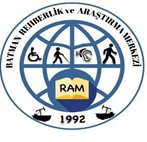 BATMAN REHBERLİK ve ARAŞTIRMA MERKEZİ
RAM
1992